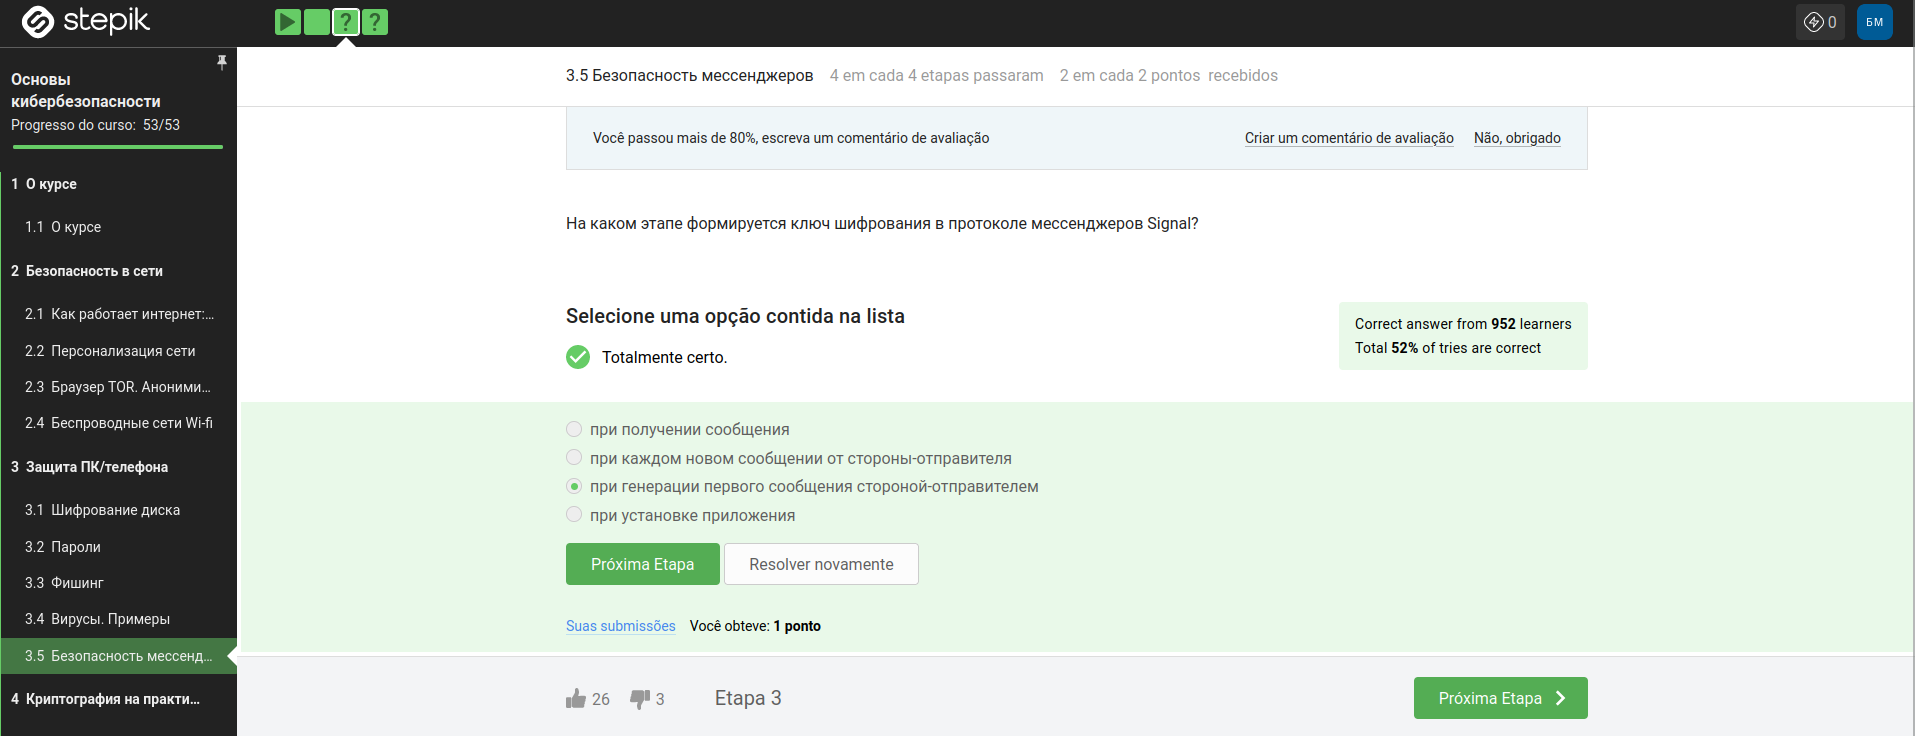 stepik
? ?
0
БМ
Основы
кибербезопасности
Progresso do curso: 53/53
1 О курсе
1.1 О курсе
2 Безопасность в сети
2.1 Как работает интернет:...
2.2 Персонализация сети
2.3 Браузер TOR. Аноними...
2.4 Беспроводные сети Wi-fi
3 Защита ПК/телефона
3.1 Шифрование диска
3.2 Пароли
3.3 Фишинг
3.4 Вирусы. Примеры
3.5 Безопасность мессенд...
4 Криптография на практи...
3.5 Безопасность мессенджеров 4 em cada 4 etapas passaram 2 em cada 2 pontos recebidos
Você passou mais de 80%, escreva um comentário de avaliação Criar um comentário de avaliação Não, obrigado
На каком этапе формируется ключ шифрования в протоколе мессенджеров Signal?
Selecione uma opção contida na lista
Totalmente certo.
Correct answer from 952 learners
Total 52% of tries are correct
при получении сообщения
при каждом новом сообщении от стороны-отправителя
при генерации первого сообщения стороной-отправителем
при установке приложения
Próxima Etapa Resolver novamente
Suas submissões Você obteve: 1 ponto
26 3 Etapa 3 Próxima Etapa